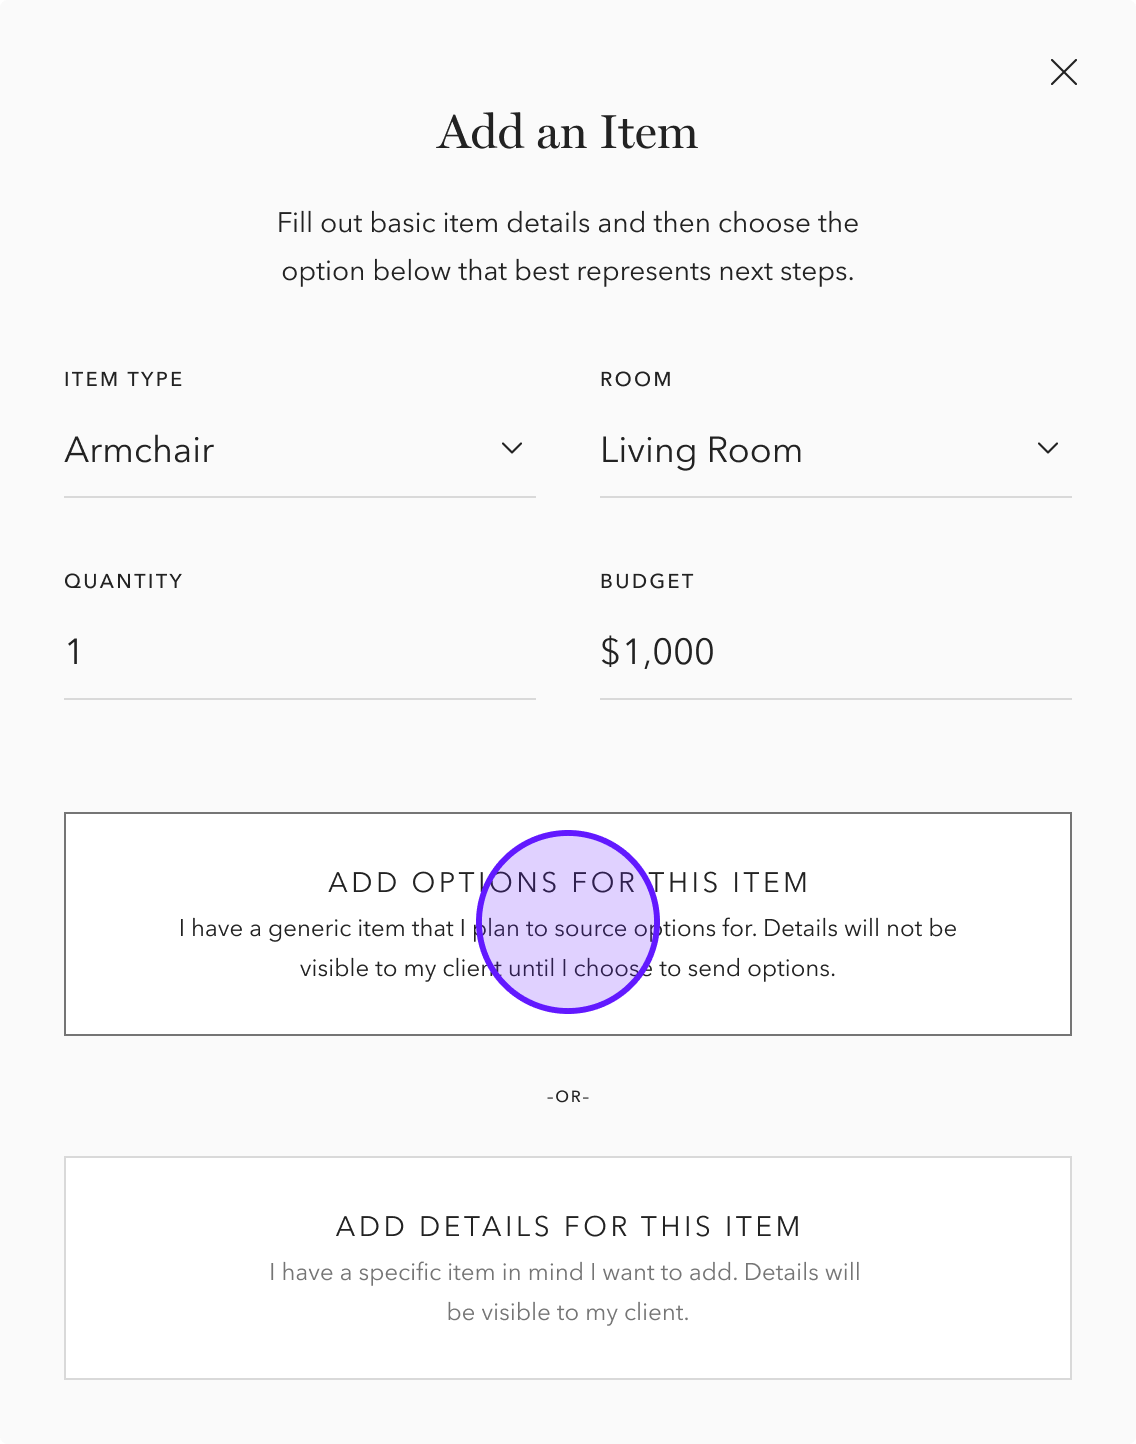 Add an Item
Fill out basic item details and then choose the
option below that best represents next steps.
ITEM TYPE
Armchair
ROOM
Living Room
QUANTITY
1
BUDGET
$1,000
ADD OPTIONS FOR THIS ITEM
I have a generic item that I plan to source options for. Details will not be
visible to my client until I choose to send options.
-OR-
ADD DETAILS FOR THIS ITEM
I have a specific item in mind I want to add. Details will
be visible to my client.